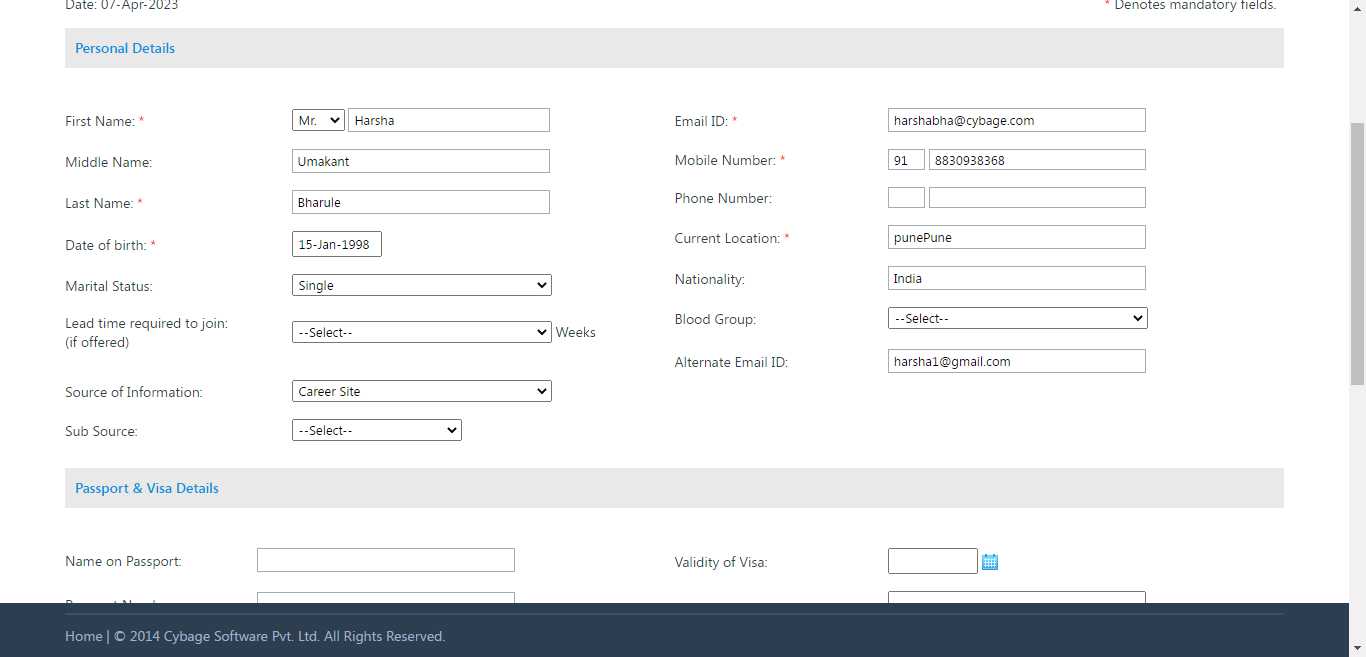 Date: 07-Apr-2023
* Denotes mandatory fields.
Personal Details
First Name: * Mr. Harsha
Middle Name: Umakant
Last Name: * Bharule
Date of birth: * 15-Jan-1998
Marital Status: Single
Lead time required to join:
(if offered) --Select-- Weeks
Source of Information: Career Site
Sub Source: --Select--
Email ID: * harshabha@cybage.com
Mobile Number: * 91 8830938368
Phone Number:
Current Location: * punePune
Nationality: India
Blood Group: --Select--
Alternate Email ID: harsha1@gmail.com
Passport & Visa Details
Name on Passport:
Validity of Visa:
Home | © 2014 Cybage Software Pvt. Ltd. All Rights Reserved.